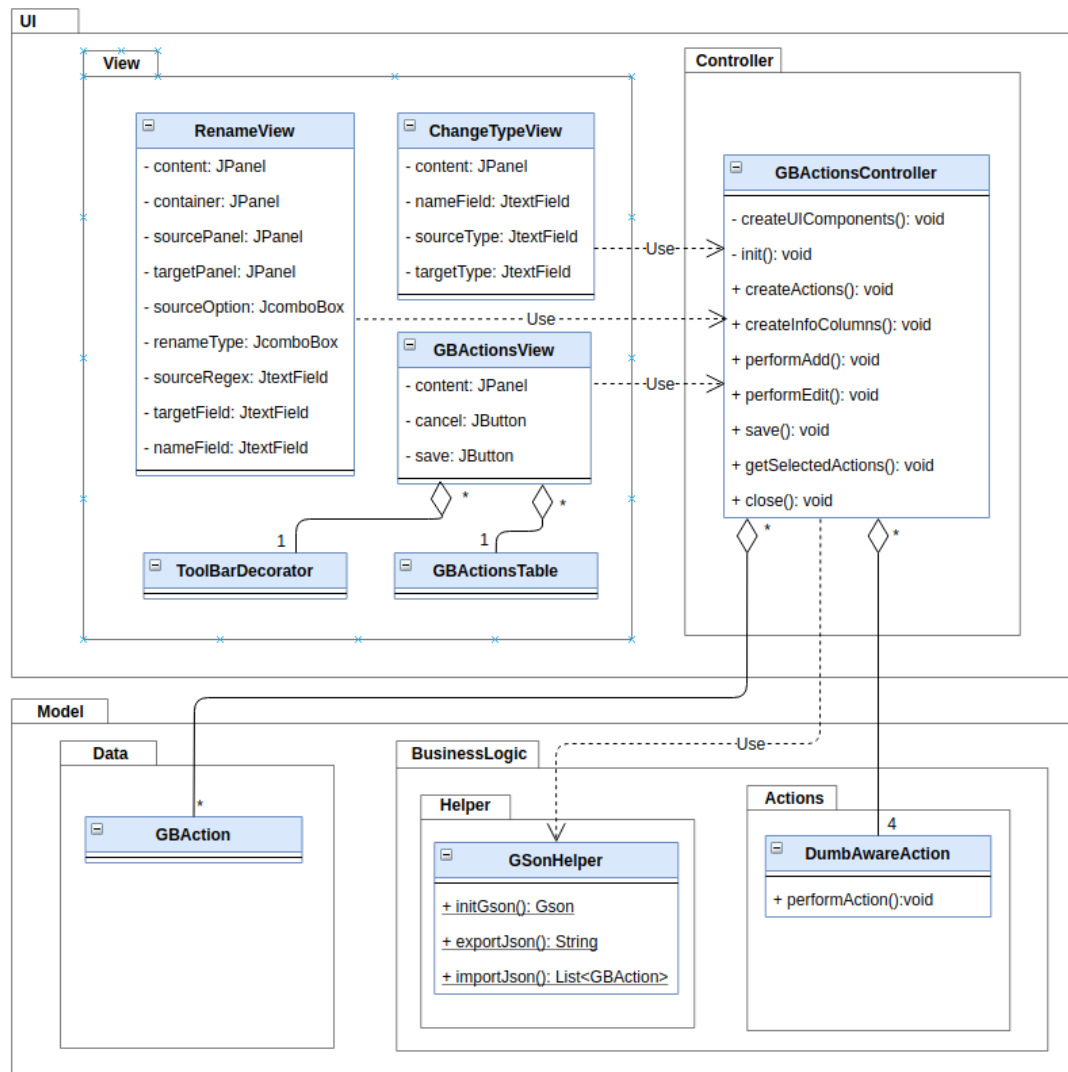 UI
View
RenameView
- content: JPanel
- container: JPanel
- sourcePanel: JPanel
- targetPanel: JPanel
- sourceOption: JcomboBox
- renameType: JcomboBox
- sourceRegex: JtextField
- targetField: JtextField
- nameField: JtextField
ChangeTypeView
- content: JPanel
- nameField: JtextField
- sourceType: JtextField
- targetType: JtextField
GBActionsView
- content: JPanel
- cancel: JButton
- save: JButton
*
*
1
1
ToolBarDecorator
GBActionsTable
Use
Use
Use
Controller
GBActionsController
- createUIComponents(): void
- init(): void
+ createActions(): void
+ createInfoColumns(): void
+ performAdd(): void
+ performEdit(): void
+ save(): void
+ getSelectedActions(): void
+ close(): void
*
*
Model
Data
*
GBAction
BusinessLogic
Use
Helper
GSonHelper
+ initGson(): Gson
+ exportJson(): String
+ importJson(): List<GBAction>
Actions
4
DumbAwareAction
+ performAction():void